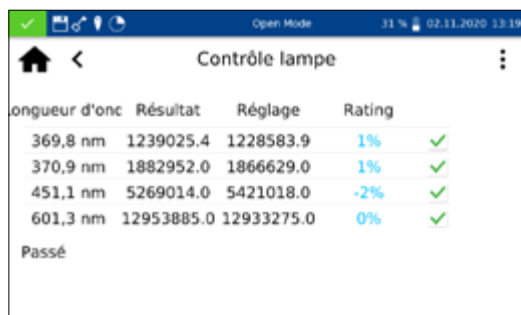 Open Mode 31 % 02.11.2020 13:19
Contrôle lampe
ongueur d'onc Résultat Réglage Rating
369,8 nm 1239025.4 1228583.9 1%
370,9 nm 1882952.0 1866629.0 1%
451,1 nm 5269014.0 5421018.0 -2%
601,3 nm 12953885.0 12933275.0 0%
Passé